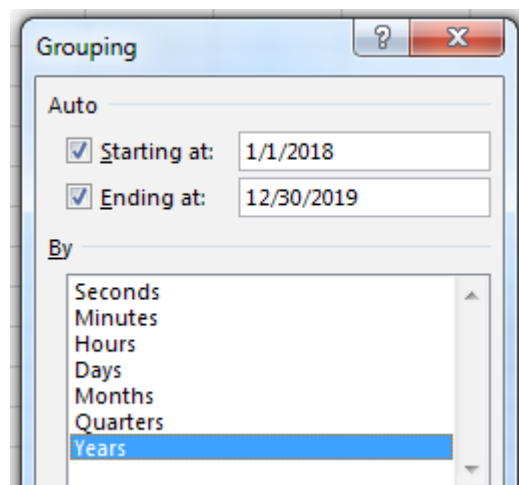 Grouping
Auto
Starting at: 1/1/2018
Ending at: 12/30/2019
By
Seconds
Minutes
Hours
Days
Months
Quarters
Years